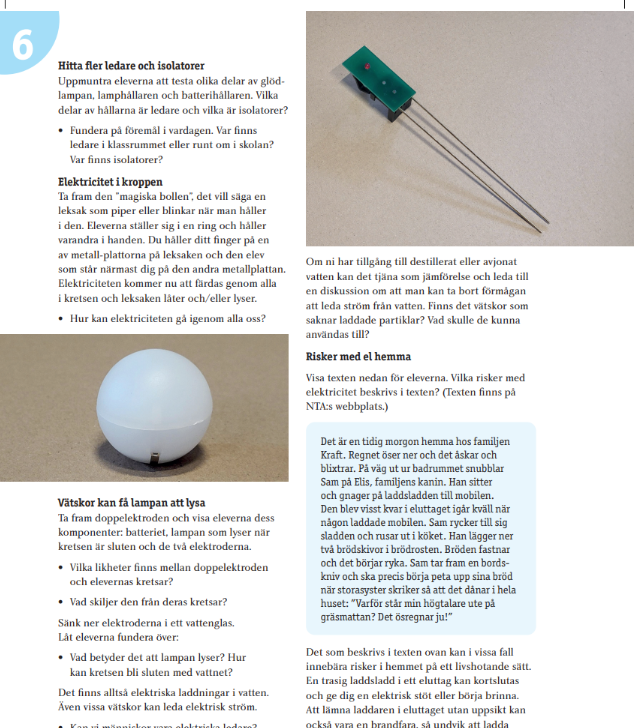 6
Hitta fler ledare och isolatorer
Uppmuntra eleverna att testa olika delar av glöd-
lampan, lamphållaren och batterihållaren. Vilka
delar av hållarna är ledare och vilka är isolatorer?
• Fundera på föremål i vardagen. Var finns
ledare i klassrummet eller runt om i skolan?
Var finns isolatorer?
Elektricitet i kroppen
Ta fram den ”magiska bollen”, det vill säga en
leksak som piper eller blinkar när man håller
i den. Eleverna ställer sig i en ring och håller
varandra i handen. Du håller ditt finger på en
av metall-plattorna på leksaken och den elev
som står närmast dig på den andra metallplattan.
Elektriciteten kommer nu att färdas genom alla
i kretsen och leksaken låter och/eller lyser.
• Hur kan elektriciteten gå igenom alla oss?
Vätskor kan få lampan att lysa
Ta fram doppelektroden och visa eleverna dess
komponenter: batteriet, lampan som lyser när
kretsen är sluten och de två elektroderna.
• Vilka likheter finns mellan doppelektroden
och elevernas kretsar?
• Vad skiljer den från deras kretsar?
Sänk ner elektroderna i ett vattenglas.
Låt eleverna fundera över:
• Vad betyder det att lampan lyser? Hur
kan kretsen bli sluten med vattnet?
Det finns alltså elektriska laddningar i vatten.
Även vissa vätskor kan leda elektrisk ström.
• Kan vi människor vara elektriska ledare?
Om ni har tillgång till destillerat eller avjonat
vatten kan det tjäna som jämförelse och leda till
en diskussion om att man kan ta bort förmågan
att leda ström från vatten. Finns det vätskor som
saknar laddade partiklar? Vad skulle de kunna
användas till?
Risker med el hemma
Visa texten nedan för eleverna. Vilka risker med
elektricitet beskrivs i texten? (Texten finns på
NTA:s webbplats.)
Det är en tidig morgon hemma hos familjen
Kraft. Regnet öser ner och det åskar och
blixtrar. På väg ut ur badrummet snubblar
Sam på Elis, familjens kanin. Han sitter
och gnager på laddsladden till mobilen.
Den blev visst kvar i eluttaget igår kväll när
någon laddade mobilen. Sam rycker till sig
sladden och rusar ut i köket. Han lägger ner
två brödskivor i brödrosten. Bröden fastnar
och det börjar ryka. Sam tar fram en bords-
kniv och ska precis börja peta upp sina bröd
när storasyster skriker så att det dånar i hela
huset: ”Varför står min högtalare ute på
gräsmattan? Det ösregnar ju!”
Det som beskrivs i texten ovan kan i vissa fall
innebära risker i hemmet på ett livshotande sätt.
En trasig laddsladd i ett eluttag kan kortslutas
och ge dig en elektrisk stöt eller börja brinna.
Att lämna laddaren i eluttaget utan uppsikt kan
också vara en brandfara, så undvik att ladda